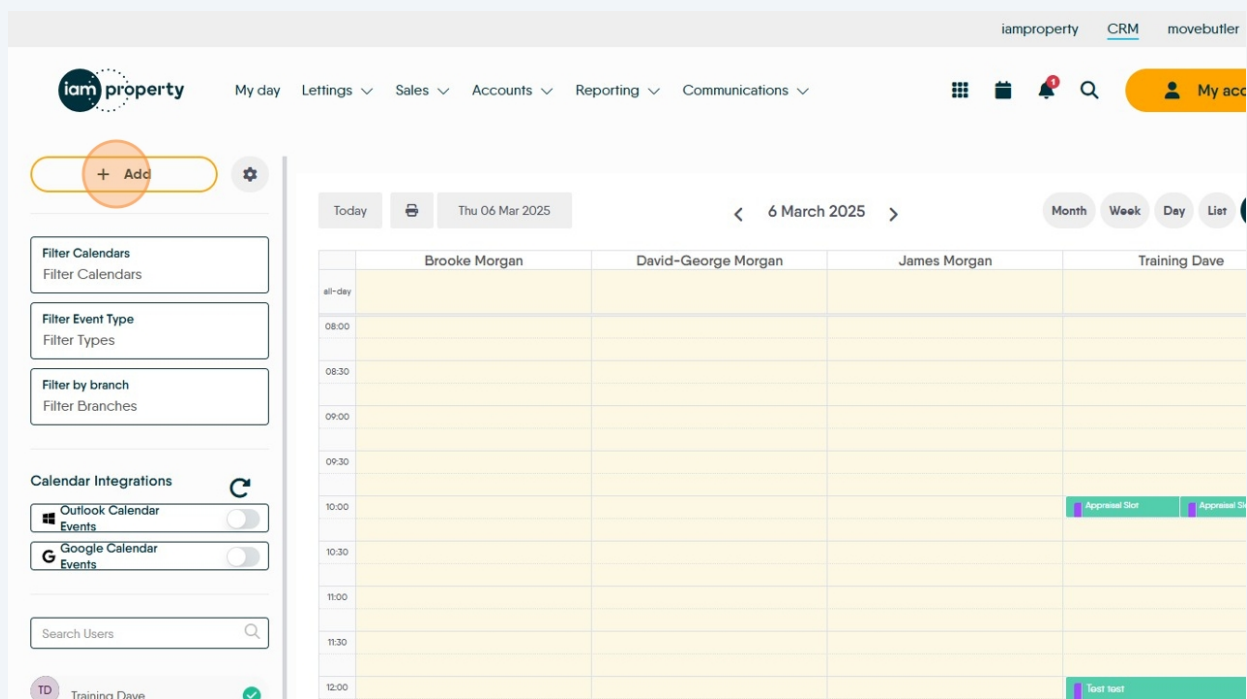 iamproperty CRM movebutler
iam property My day Lettings Sales Accounts Reporting Communications 1 My acc
+ Add
Today Thu 06 Mar 2025 6 March 2025 Month Week Day List
Filter Calendars
Filter Calendars
Filter Event Type
Filter Types
Filter by branch
Filter Branches
Calendar Integrations
Outlook Calendar
Events
Google Calendar
Events
Search Users
TD Training Dave
Brooke Morgan David-George Morgan James Morgan Training Dave
all-day
08:00
08:30
09:00
09:30
10:00 Appraisal Slot Appraisal Sl
10:30
11:00
11:30
12:00 Test test